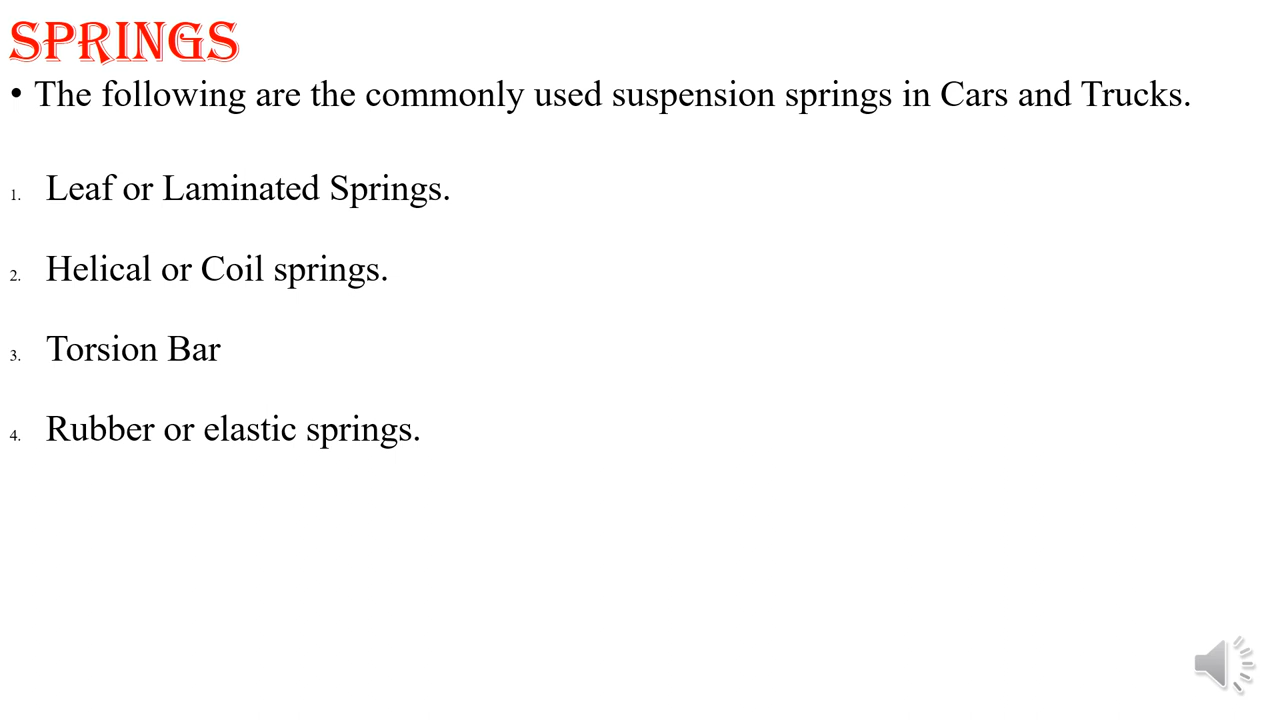 SPRINGS
• The following are the commonly used suspension springs in Cars and Trucks.
1. Leaf or Laminated Springs.
2. Helical or Coil springs.
3. Torsion Bar
4. Rubber or elastic springs.